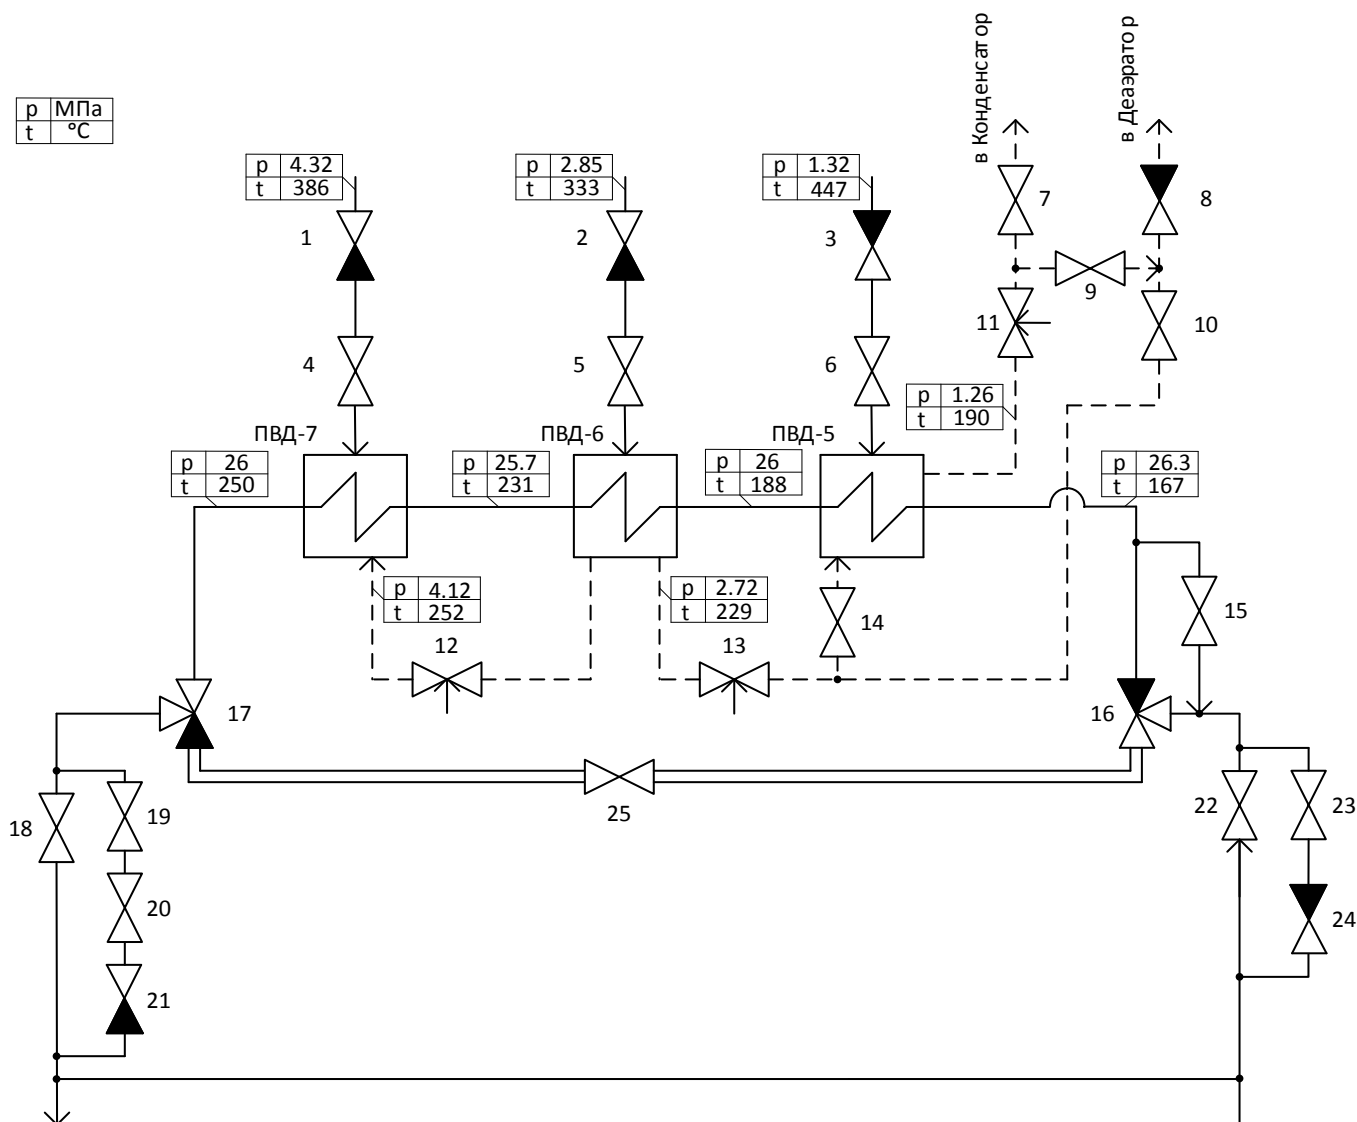 в Конденсатор
в Деаэратор
p МПа
t °C
p 4.32
t 386
p 2.85
t 333
p 1.32
t 447
7
8
1
2
3
9
11
10
4
5
6
p 1.26
t 190
ПВД-7
ПВД-6
ПВД-5
p 26
t 250
p 25.7
t 231
p 26
t 188
p 26.3
t 167
p 4.12
t 252
p 2.72
t 229
12
13
14
15
17
16
25
18
19
22
23
20
24
21